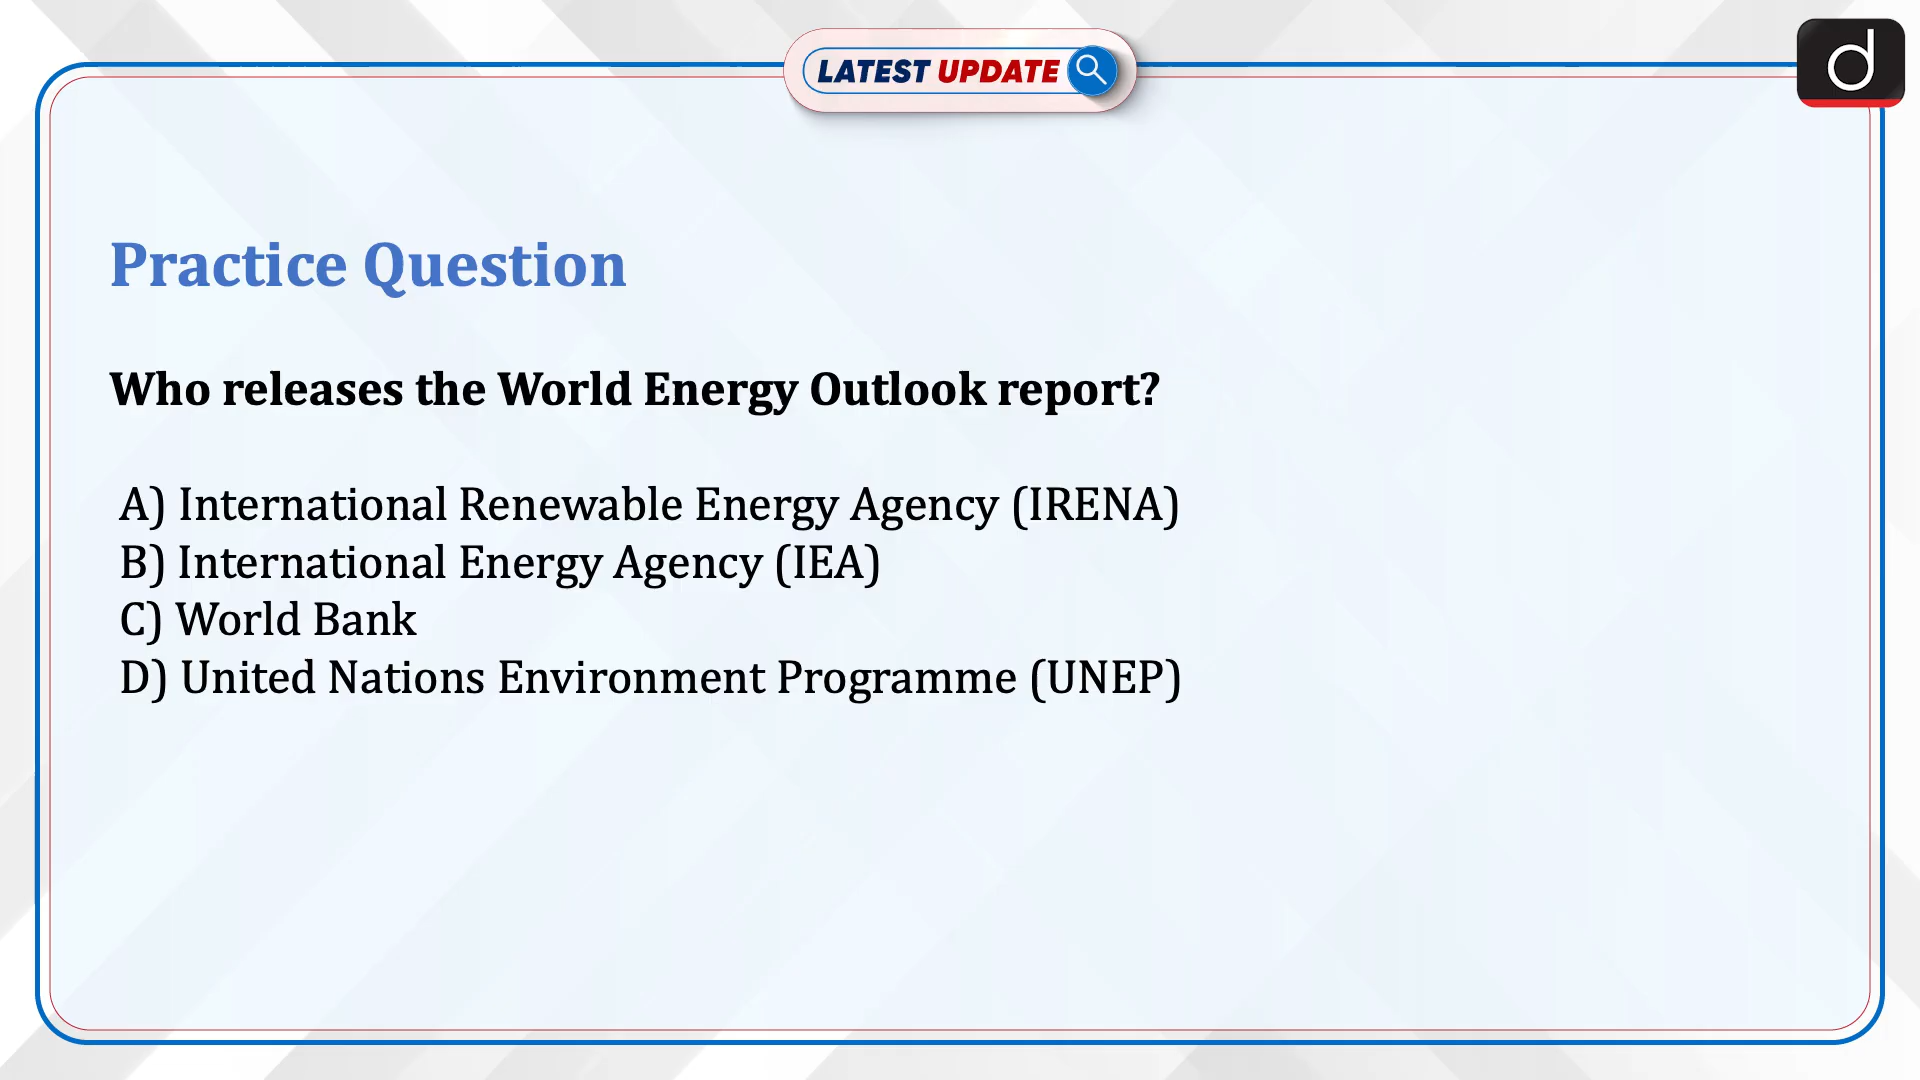 LATEST UPDATE
d
Practice Question
Who releases the World Energy Outlook report?
A) International Renewable Energy Agency (IRENA)
B) International Energy Agency (IEA)
C) World Bank
D) United Nations Environment Programme (UNEP)